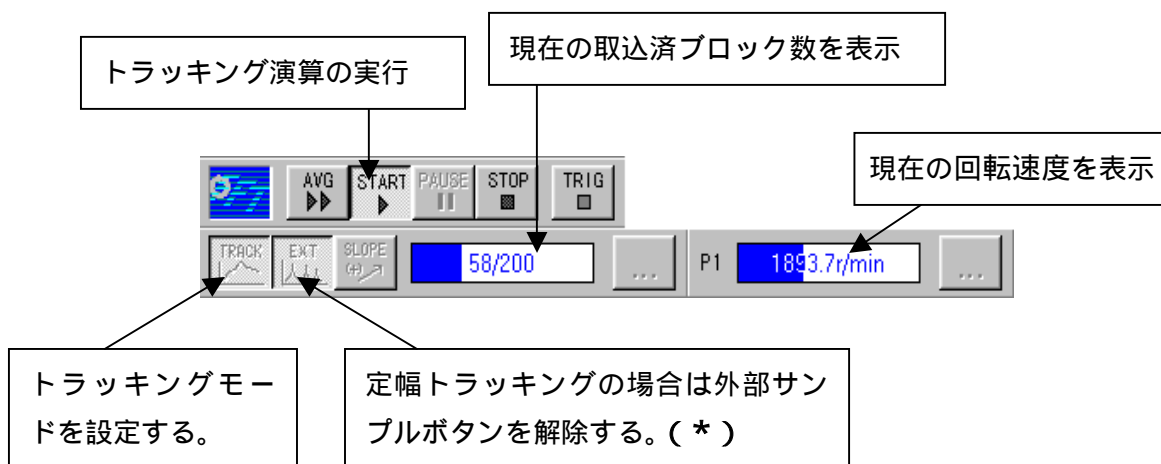 現在の取込済ブロック数を表示
トラッキング演算の実行
現在の回転速度を表示
AVG START PAUSE STOP TRIG
TRACK EXT SLOPE 58/200 ... P1 1893.7r/min ...
(+)
トラッキングモー
ドを設定する。
定幅トラッキングの場合は外部サン
プルボタンを解除する。(*)